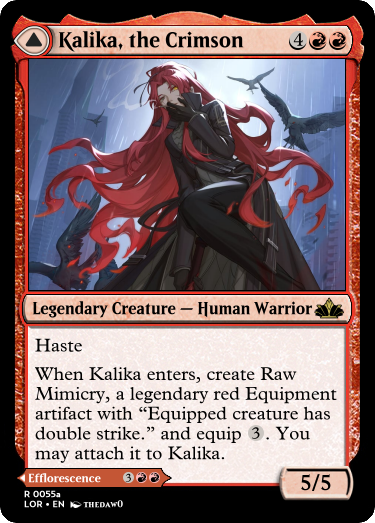 Kalika, the Crimson 4
Legendary Creature — Human Warrior
Haste
When Kalika enters, create Raw
Mimicry, a legendary red Equipment
artifact with “Equipped creature has
double strike.” and equip 3. You
may attach it to Kalika.
Efflorescence 3
5/5
R 0055a
LOR • EN THEDAW0